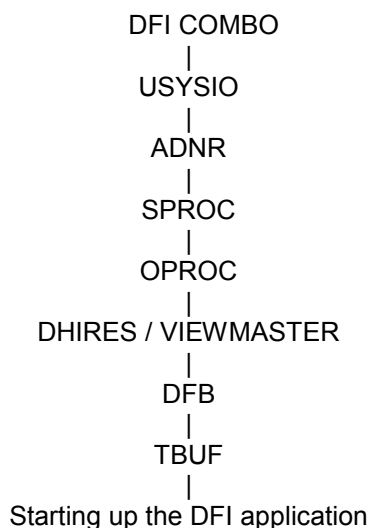 DFI COMBO
|
USYSIO
|
ADNR
|
SPROC
|
OPROC
|
DHIRES / VIEWMASTER
|
DFB
|
TBUF
|
Starting up the DFI application